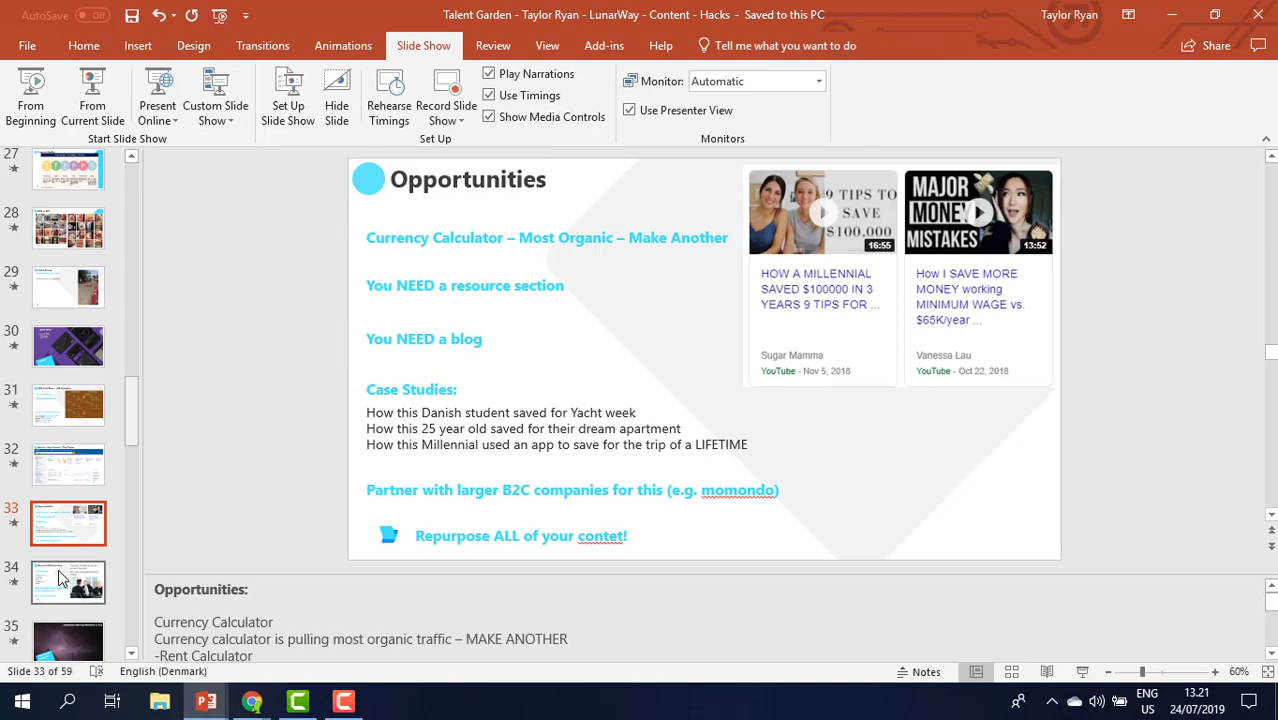 AutoSave Off
Talent Garden - Taylor Ryan - LunarWay - Content - Hacks - Saved to this PC
Taylor Ryan
File Home Insert Design Transitions Animations Slide Show Review View Add-ins Help Tell me what you want to do
Share
From Beginning
From Current Slide
Present Online
Custom Slide Show
Start Slide Show
Set Up Slide Show
Hide Slide
Rehearse Timings
Record Slide Show
Play Narrations
Use Timings
Show Media Controls
Set Up
Monitor: Automatic
Use Presenter View
Monitors
27
28
29
30
31
32
33
34
35
Opportunities
Currency Calculator – Most Organic – Make Another
You NEED a resource section
You NEED a blog
Case Studies:
How this Danish student saved for Yacht week
How this 25 year old saved for their dream apartment
How this Millennial used an app to save for the trip of a LIFETIME
Partner with larger B2C companies for this (e.g. momondo)
Repurpose ALL of your contet!
9 TIPS TO
SAVE
$100,000
16:55
HOW A MILLENNIAL
SAVED $100000 IN 3
YEARS 9 TIPS FOR ...
Sugar Mamma
YouTube - Nov 5, 2018
MAJOR
MONEY
MISTAKES
13:52
How I SAVE MORE
MONEY working
MINIMUM WAGE vs.
$65K/year ...
Vanessa Lau
YouTube - Oct 22, 2018
Opportunities:
Currency Calculator
Currency calculator is pulling most organic traffic – MAKE ANOTHER
-Rent Calculator
Slide 33 of 59
English (Denmark)
Notes
60%
ENG
US
13.21
24/07/2019